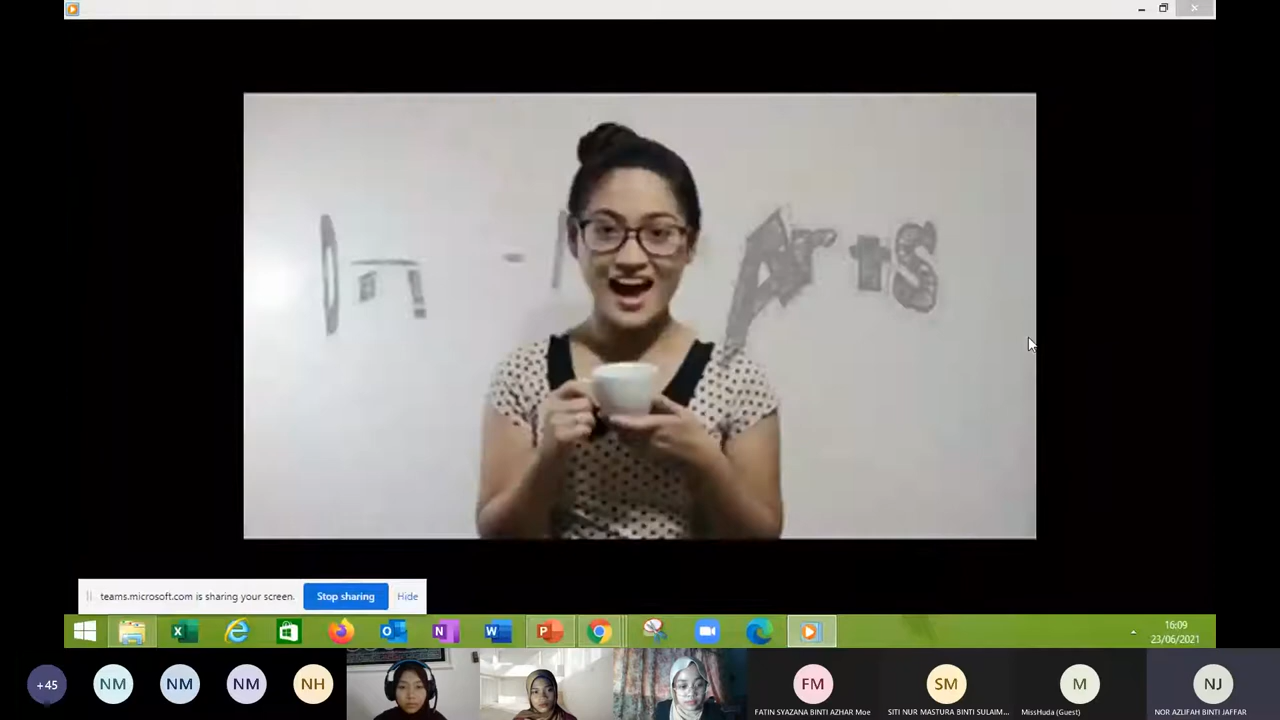 Arts
teams.microsoft.com is sharing your screen.
Stop sharing
Hide
16:09
23/06/2021
+45
NM
NM
NM
NH
FM
SM
M
NJ
FATIN SYAZANA BINTI AZHAR Moe
SITI NUR MASTURA BINTI SULAIM...
MissHuda (Guest)
NOR AZLIFAH BINTI JAFFAR